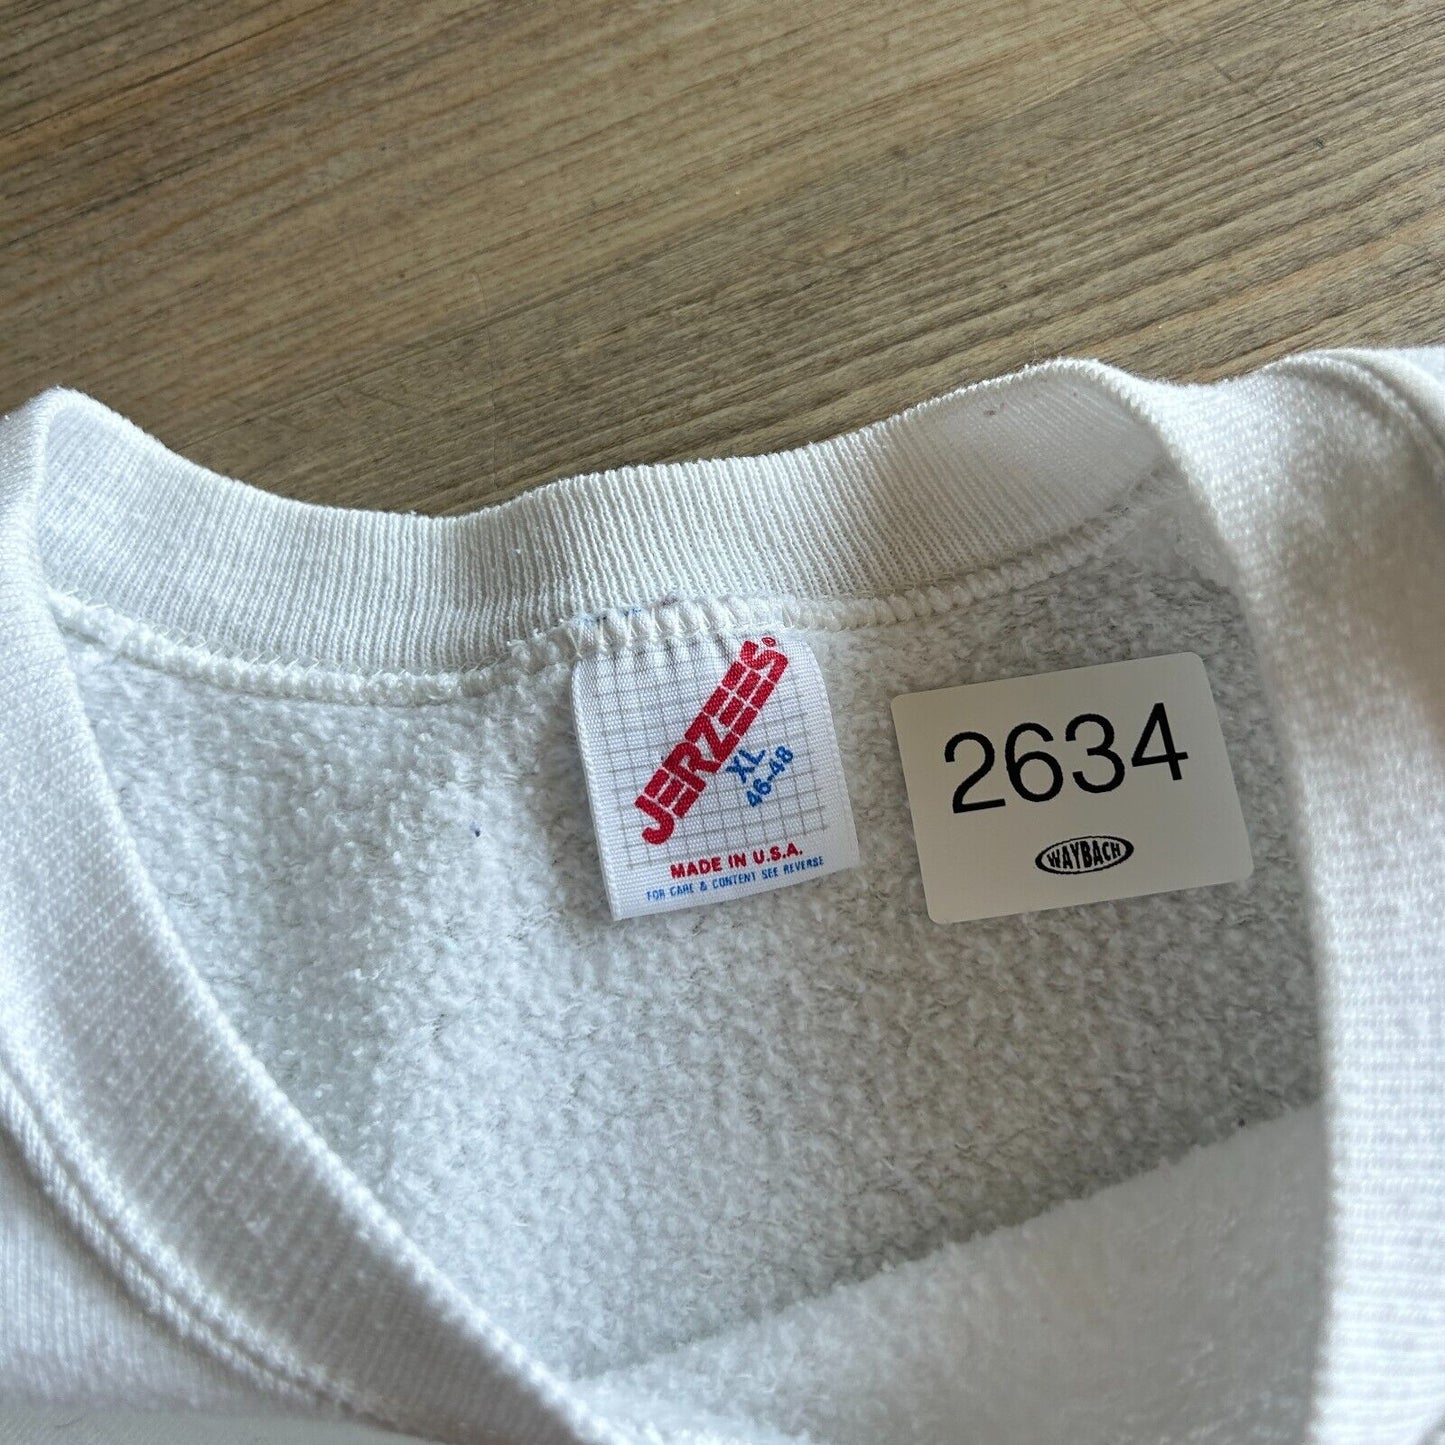 JERZEES
XL
46-48
MADE IN U.S.A.
FOR CARE & CONTENT SEE REVERSE
2634
WAYBACH